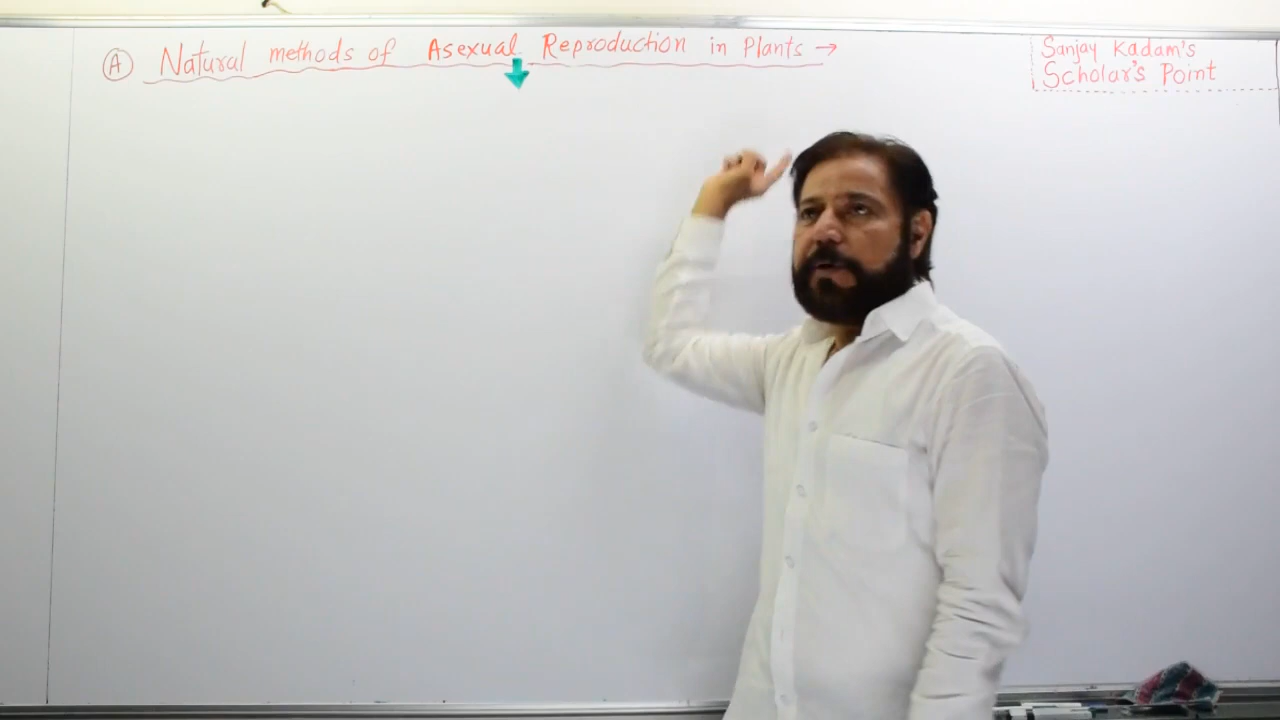 A Natural methods of Asexual Reproduction in Plants →
Sanjay Kadam's
Scholar's Point